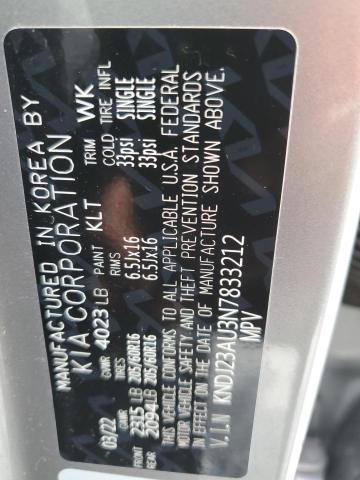 MANUFACTURED IN KOREA BY
KIA CORPORATION
03/22 GVWR 4023 LB PAINT KLT TRIM WK
GAWR TIRES RIMS COLD TIRE INFL
FRONT 2315 LB 205/60R16 6.5Jx16 33psi SINGLE
REAR 2094 LB 205/60R16 6.5Jx16 33psi SINGLE
THIS VEHICLE CONFORMS TO ALL APPLICABLE U.S.A. FEDERAL
MOTOR VEHICLE SAFETY AND THEFT PREVENTION STANDARDS
IN EFFECT ON THE DATE OF MANUFACTURE SHOWN ABOVE
V.I.N KNDJ23AU3N7833212
MPV